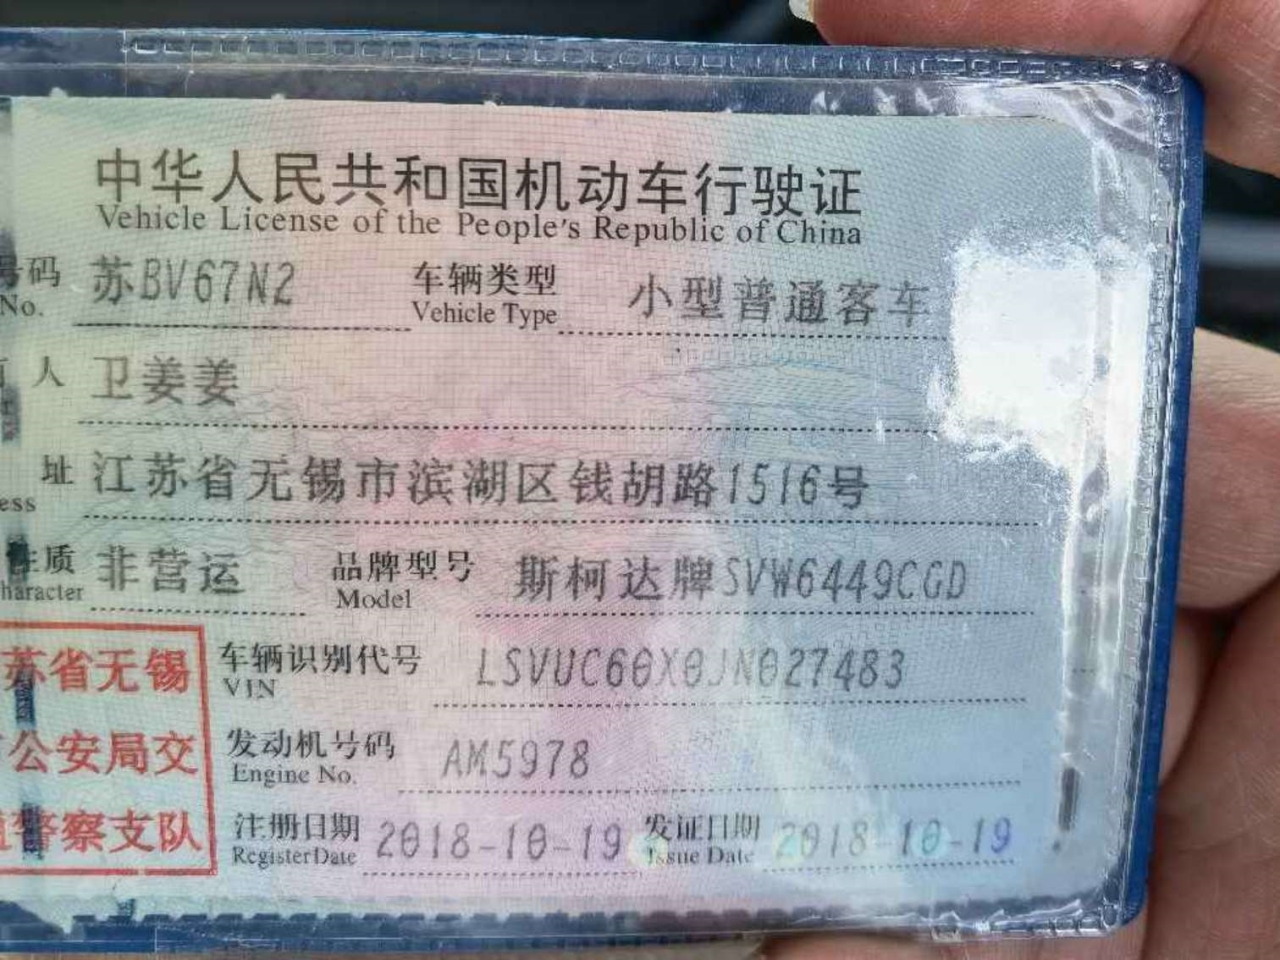 中华人民共和国机动车行驶证
Vehicle License of the People's Republic of China
号码 苏BV67N2 车辆类型 小型普通客车
No. Vehicle Type
人 卫姜姜
址 江苏省无锡市滨湖区钱胡路1516号
ess
性质 非营运 品牌型号 斯柯达牌SVW6449CGD
haracter Model
苏省无锡 车辆识别代号 LSVUC60X0JN027483
VIN
公安局交 发动机号码 AM5978
Engine No.
警察支队 注册日期 2018-10-19 发证日期 2018-10-19
Register Date Issue Date